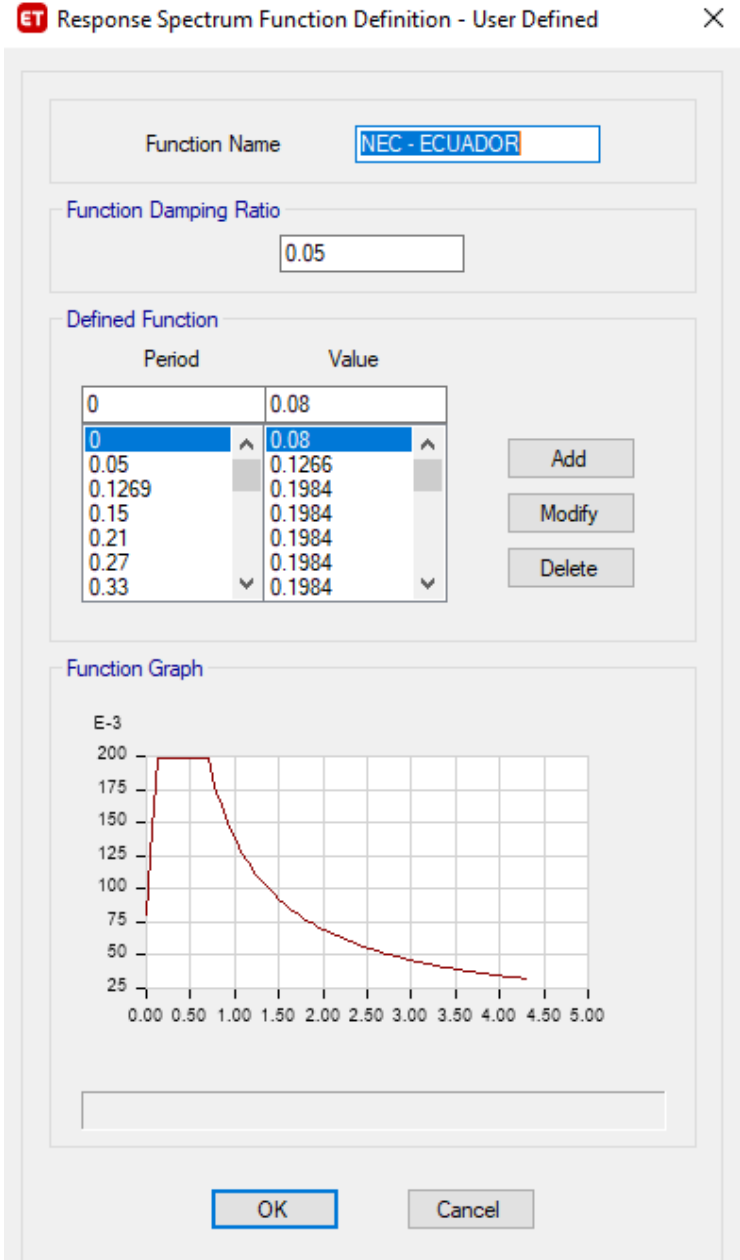 ET Response Spectrum Function Definition - User Defined
Function Name NEC - ECUADOR
Function Damping Ratio
0.05
Defined Function
Period Value
0 0.08
0 0.08
0.05 0.1266
0.1269 0.1984
0.15 0.1984
0.21 0.1984
0.27 0.1984
0.33 0.1984
Add
Modify
Delete
Function Graph
E-3
200
175
150
125
100
75
50
25
0.00 0.50 1.00 1.50 2.00 2.50 3.00 3.50 4.00 4.50 5.00
OK Cancel